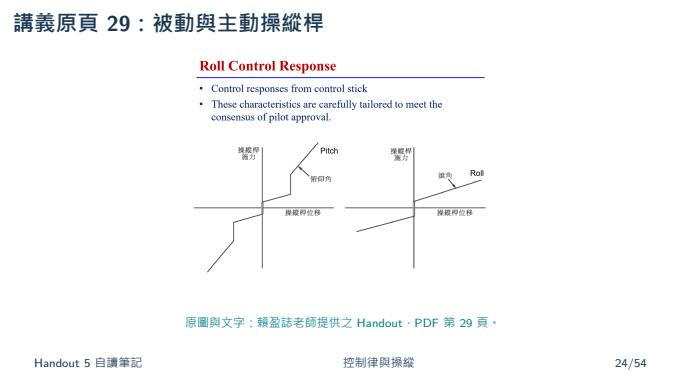 講義原頁 29：被動與主動操縱桿
Roll Control Response
• Control responses from control stick
• These characteristics are carefully tailored to meet the
consensus of pilot approval.
操縱桿
施力
Pitch
俯仰角
操縱桿位移
操縱桿
施力
滾角
Roll
操縱桿位移
原圖與文字：賴盈誌老師提供之 Handout，PDF 第 29 頁。
Handout 5 自讀筆記
控制律與操縱
24/54